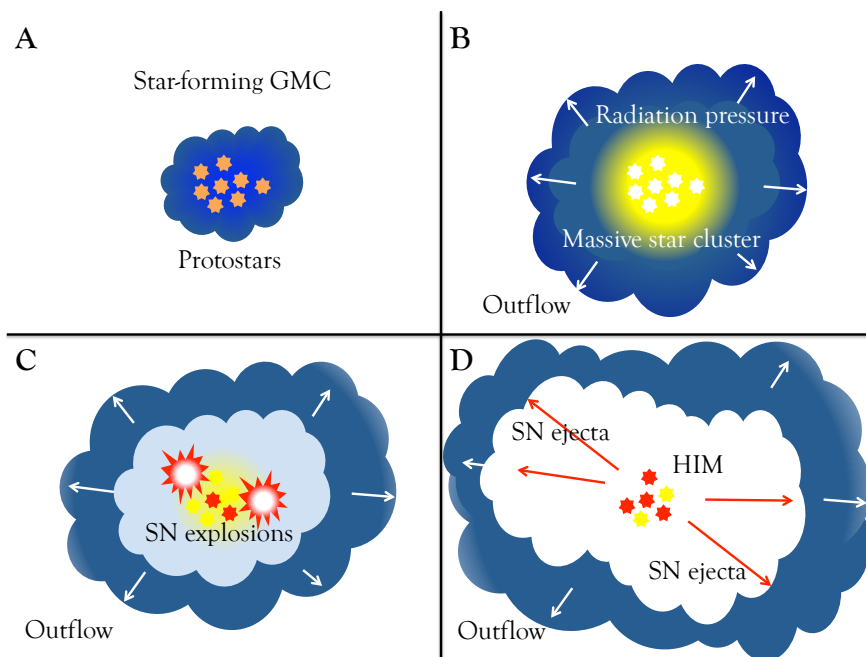 A
Star-forming GMC
Protostars
B
Radiation pressure
Massive star cluster
Outflow
C
SN explosions
Outflow
D
SN ejecta
HIM
SN ejecta
Outflow